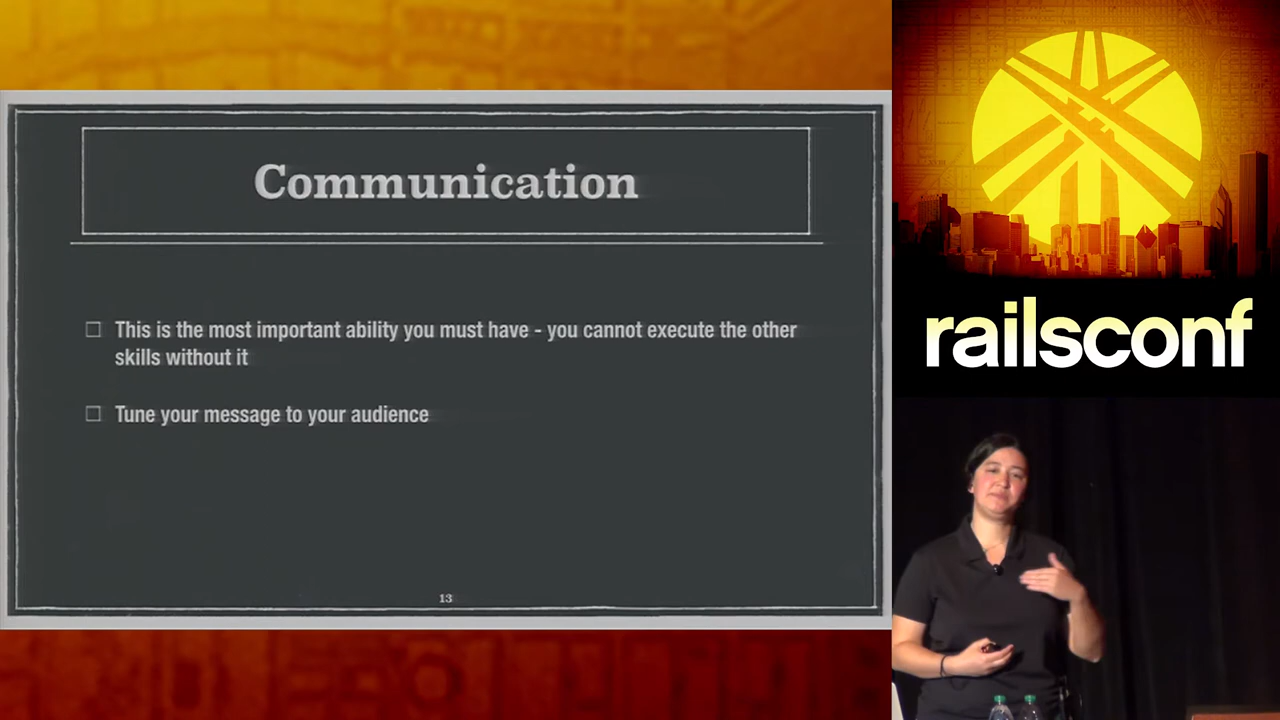 Communication
This is the most important ability you must have - you cannot execute the other
skills without it
Tune your message to your audience
13
railsconf